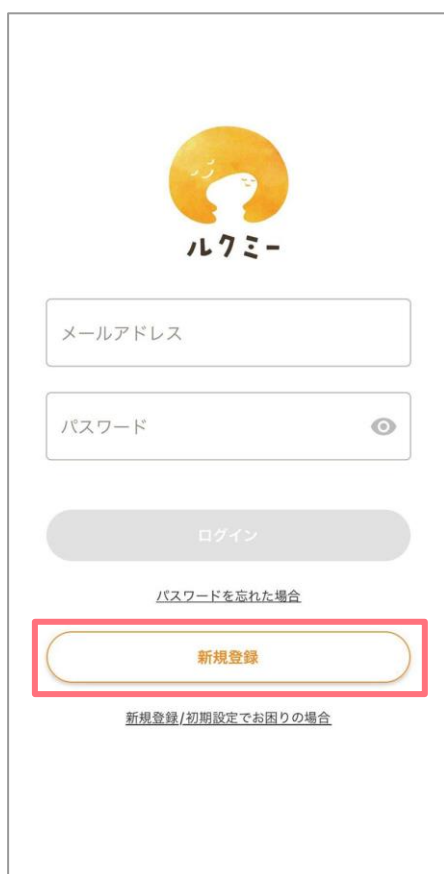 ルクミー
メールアドレス
パスワード
ログイン
パスワードを忘れた場合
新規登録
新規登録/初期設定でお困りの場合